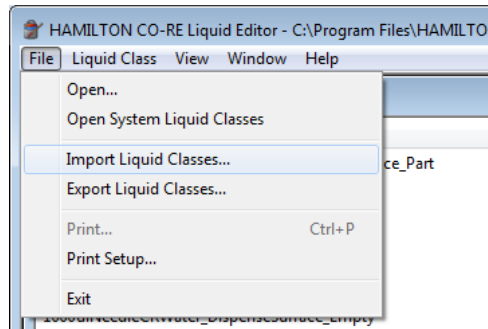 HAMILTON CO-RE Liquid Editor - C:\Program Files\HAMILTO
File Liquid Class View Window Help
Open...
Open System Liquid Classes
Import Liquid Classes...
ce_Part
Export Liquid Classes...
Print... Ctrl+P
Print Setup...
Exit